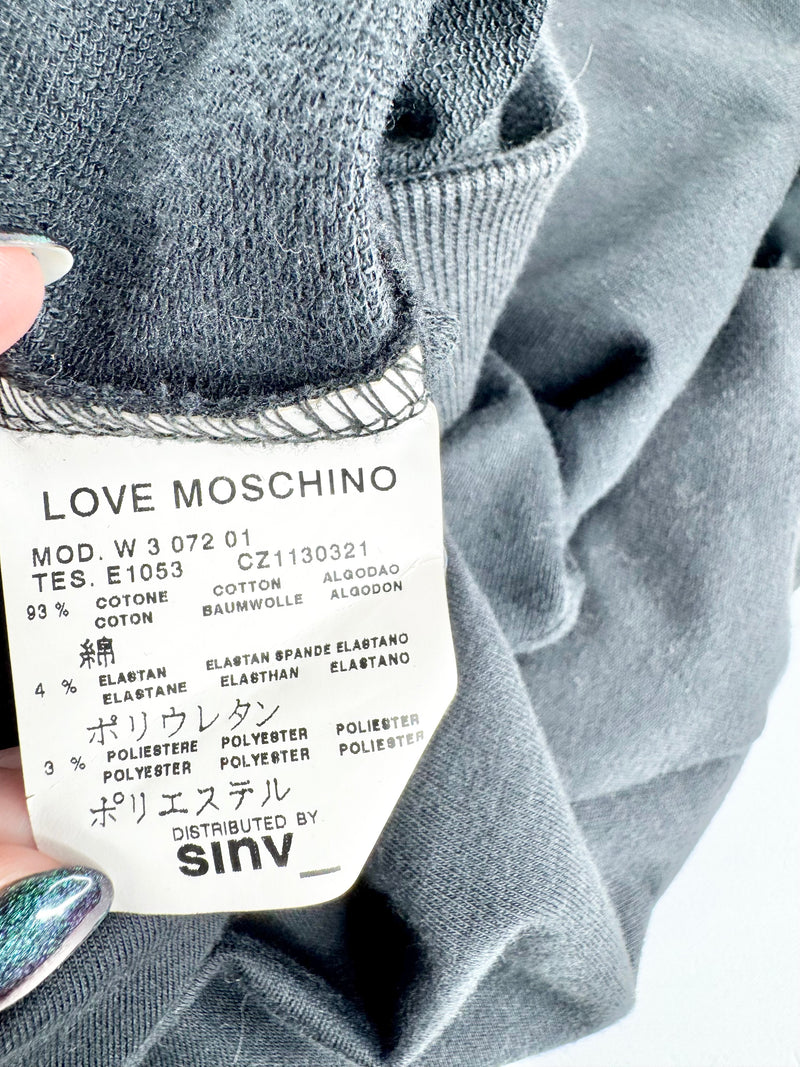 LOVE MOSCHINO
MOD. W 3 072 01
TES. E1053 CZ1130321
93 % COTONE COTTON ALGODAO
COTON BAUMWOLLE ALGODON
綿
4 % ELASTAN ELASTAN SPANDE ELASTANO
ELASTANE ELASTHAN ELASTANO
ポリウレタン
3 % POLIESTERE POLYESTER POLIESTER
POLYESTER POLYESTER POLIESTER
ポリエステル
DISTRIBUTED BY
sinv_